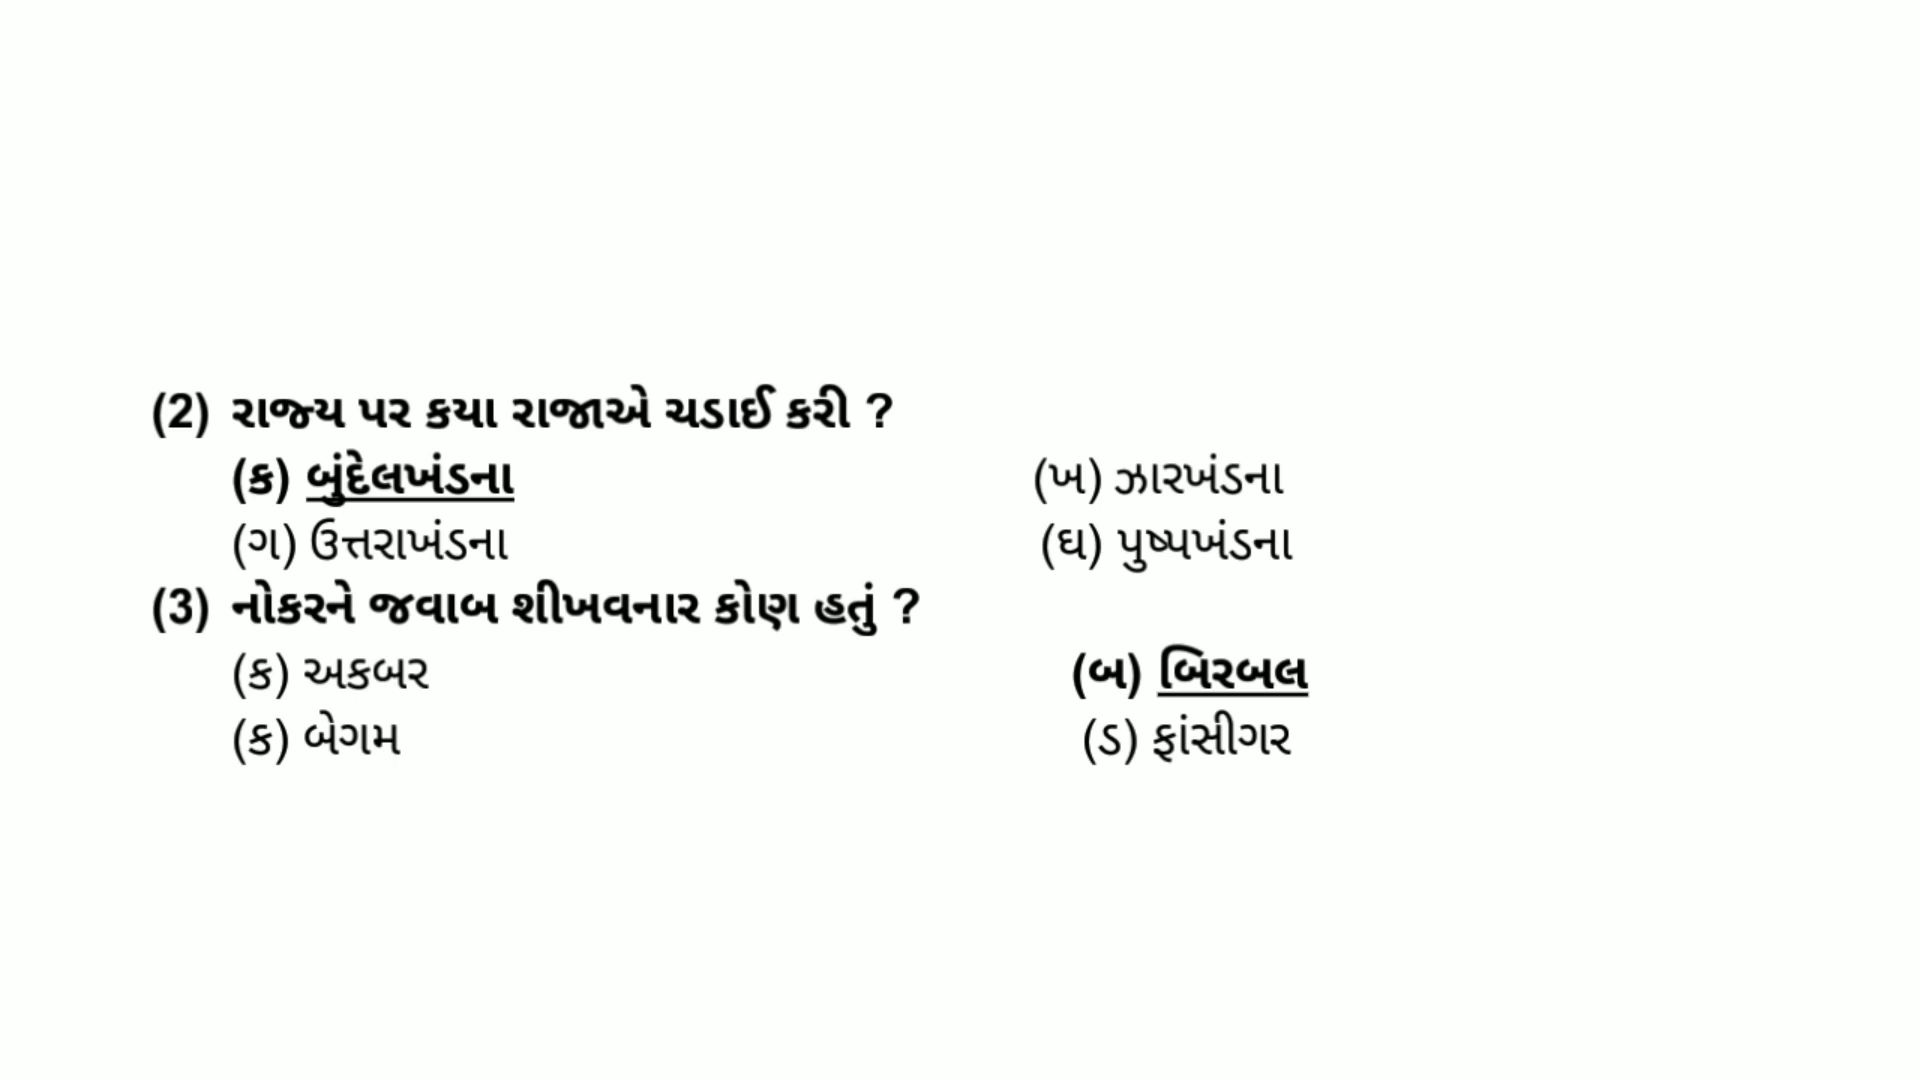 (2) રાજ્ય પર કયા રાજાએ ચડાઈ કરી ?
(ક) બુંદેલખંડના (ખ) ઝારખંડના
(ગ) ઉત્તરાખંડના (ઘ) પુષ્પખંડના
(3) નોકરને જવાબ શીખવનાર કોણ હતું ?
(ક) અકબર (બ) બિરબલ
(ક) બેગમ (ડ) ફાંસીગર